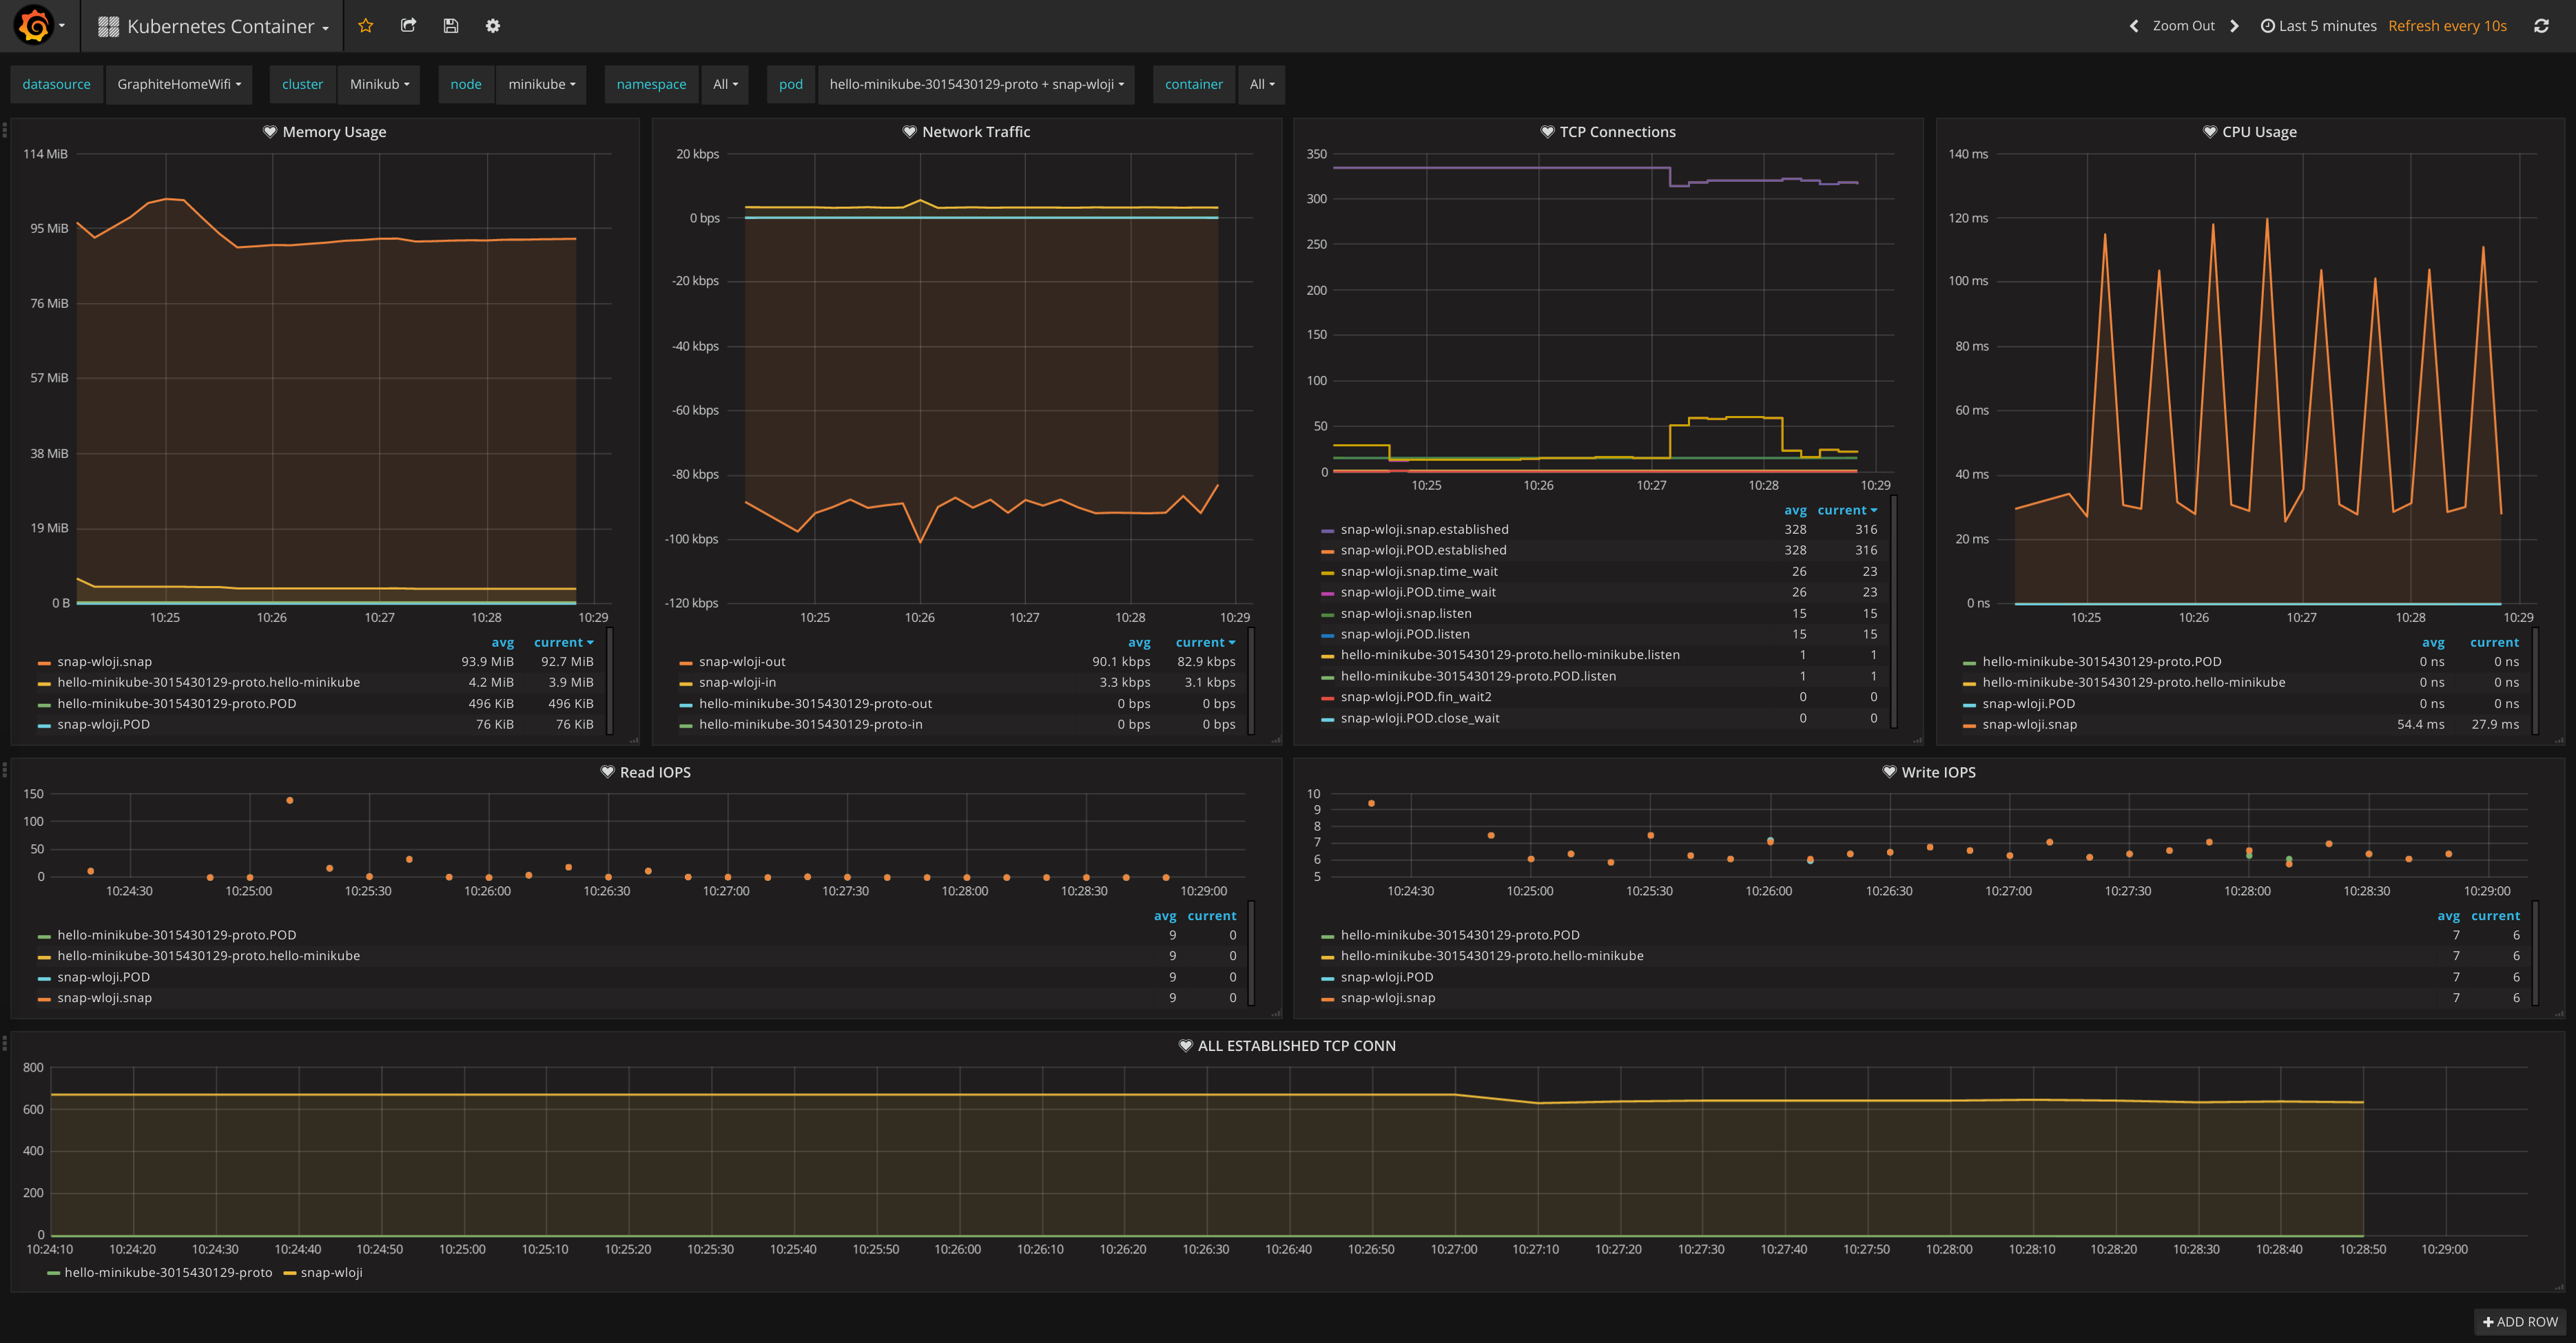 Kubernetes Container
Zoom Out Last 5 minutes Refresh every 10s
datasource GraphiteHomeWifi cluster Minikub node minikube namespace All pod hello-minikube-3015430129-proto + snap-wloji container All
Memory Usage
114 MiB
95 MiB
76 MiB
57 MiB
38 MiB
19 MiB
0 B
10:25 10:26 10:27 10:28 10:29
avg current
snap-wloji.snap 93.9 MiB 92.7 MiB
hello-minikube-3015430129-proto.hello-minikube 4.2 MiB 3.9 MiB
hello-minikube-3015430129-proto.POD 496 KiB 496 KiB
snap-wloji.POD 76 KiB 76 KiB
Network Traffic
20 kbps
0 bps
-20 kbps
-40 kbps
-60 kbps
-80 kbps
-100 kbps
-120 kbps
10:25 10:26 10:27 10:28 10:29
avg current
snap-wloji-out 90.1 kbps 82.9 kbps
snap-wloji-in 3.3 kbps 3.1 kbps
hello-minikube-3015430129-proto-out 0 bps 0 bps
hello-minikube-3015430129-proto-in 0 bps 0 bps
TCP Connections
350
300
250
200
150
100
50
0
10:25 10:26 10:27 10:28 10:29
avg current
snap-wloji.snap.established 328 316
snap-wloji.POD.established 328 316
snap-wloji.snap.time_wait 26 23
snap-wloji.POD.time_wait 26 23
snap-wloji.snap.listen 15 15
snap-wloji.POD.listen 15 15
hello-minikube-3015430129-proto.hello-minikube.listen 1 1
hello-minikube-3015430129-proto.POD.listen 1 1
snap-wloji.POD.fin_wait2 0 0
snap-wloji.POD.close_wait 0 0
CPU Usage
140 ms
120 ms
100 ms
80 ms
60 ms
40 ms
20 ms
0 ns
10:25 10:26 10:27 10:28 10:29
avg current
hello-minikube-3015430129-proto.POD 0 ns 0 ns
hello-minikube-3015430129-proto.hello-minikube 0 ns 0 ns
snap-wloji.POD 0 ns 0 ns
snap-wloji.snap 54.4 ms 27.9 ms
Read IOPS
150
100
50
0
10:24:30 10:25:00 10:25:30 10:26:00 10:26:30 10:27:00 10:27:30 10:28:00 10:28:30 10:29:00
avg current
hello-minikube-3015430129-proto.POD 9 0
hello-minikube-3015430129-proto.hello-minikube 9 0
snap-wloji.POD 9 0
snap-wloji.snap 9 0
Write IOPS
10
9
8
7
6
5
10:24:30 10:25:00 10:25:30 10:26:00 10:26:30 10:27:00 10:27:30 10:28:00 10:28:30 10:29:00
avg current
hello-minikube-3015430129-proto.POD 7 6
hello-minikube-3015430129-proto.hello-minikube 7 6
snap-wloji.POD 7 6
snap-wloji.snap 7 6
ALL ESTABLISHED TCP CONN
800
600
400
200
0
10:24:10 10:24:20 10:24:30 10:24:40 10:24:50 10:25:00 10:25:10 10:25:20 10:25:30 10:25:40 10:25:50 10:26:00 10:26:10 10:26:20 10:26:30 10:26:40 10:26:50 10:27:00 10:27:10 10:27:20 10:27:30 10:27:40 10:27:50 10:28:00 10:28:10 10:28:20 10:28:30 10:28:40 10:28:50 10:29:00
hello-minikube-3015430129-proto snap-wloji
+ ADD ROW